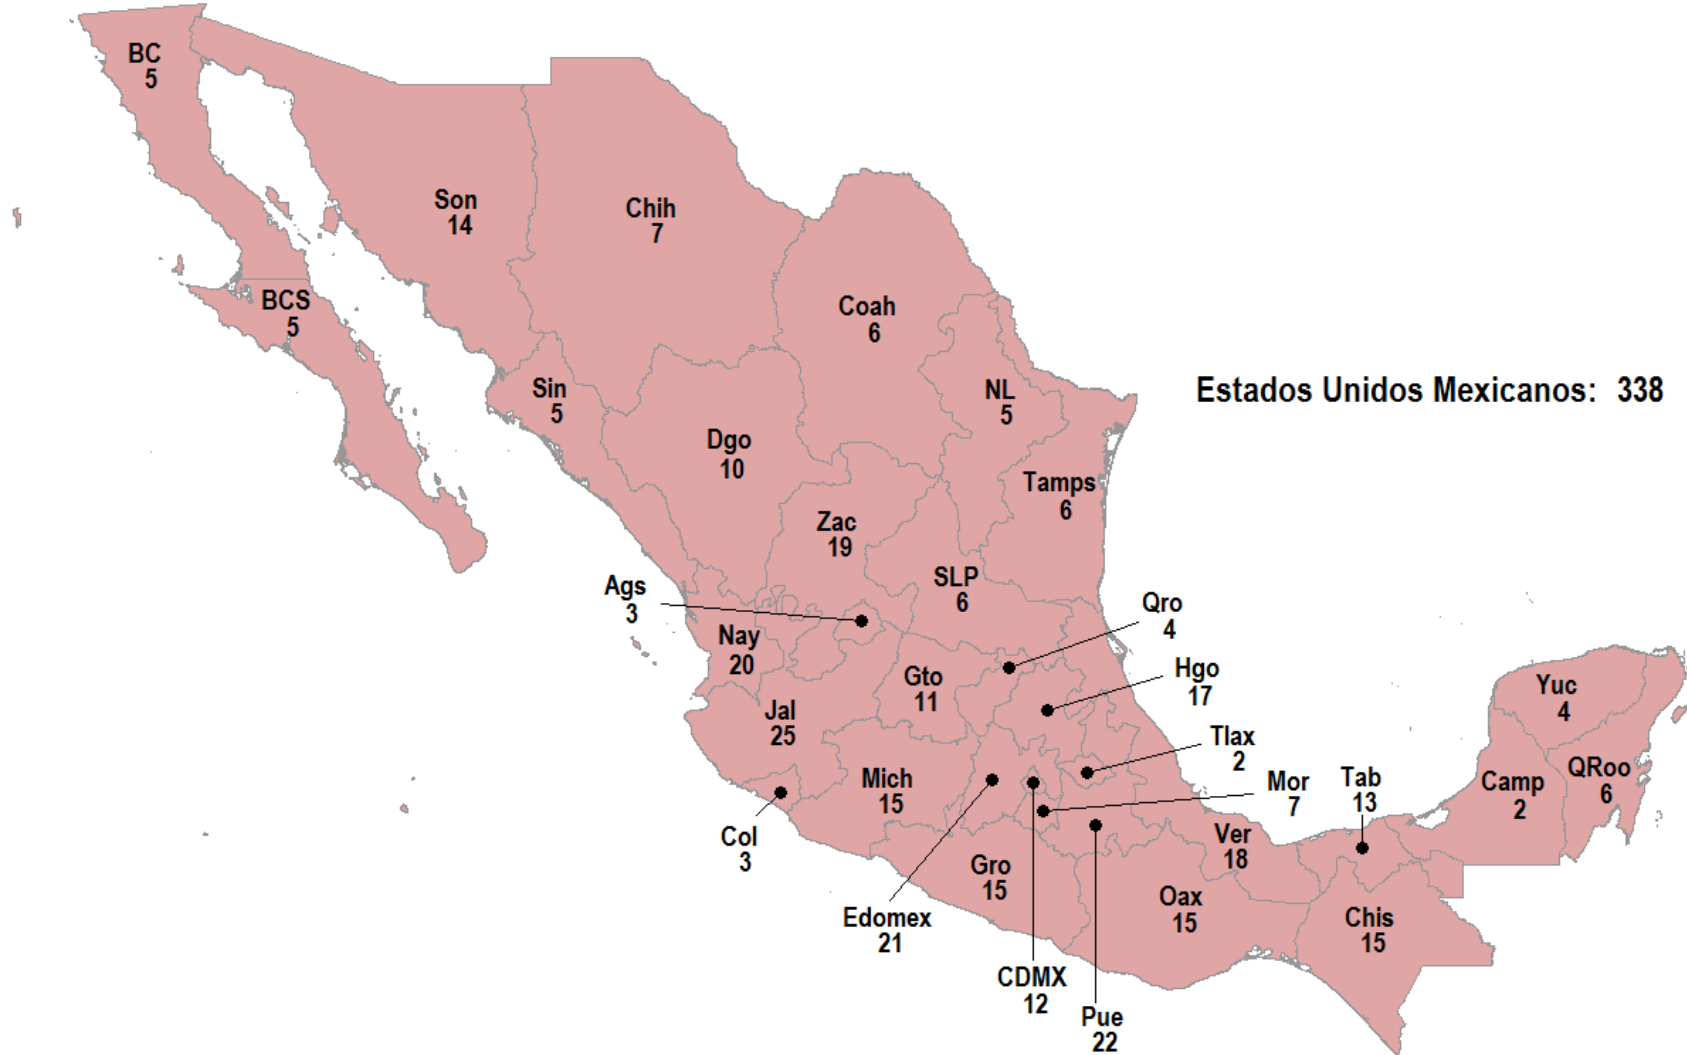 BC
5
Son
14
Chih
7
BCS
5
Coah
6
Sin
5
NL
5
Estados Unidos Mexicanos: 338
Dgo
10
Tamps
6
Zac
19
SLP
6
Ags
3
Qro
4
Nay
20
Gto
11
Hgo
17
Yuc
4
Jal
25
Tlax
2
Mich
15
Mor
7
Tab
13
Camp
2
QRoo
6
Col
3
Ver
18
Gro
15
Edomex
21
Oax
15
Chis
15
CDMX
12
Pue
22